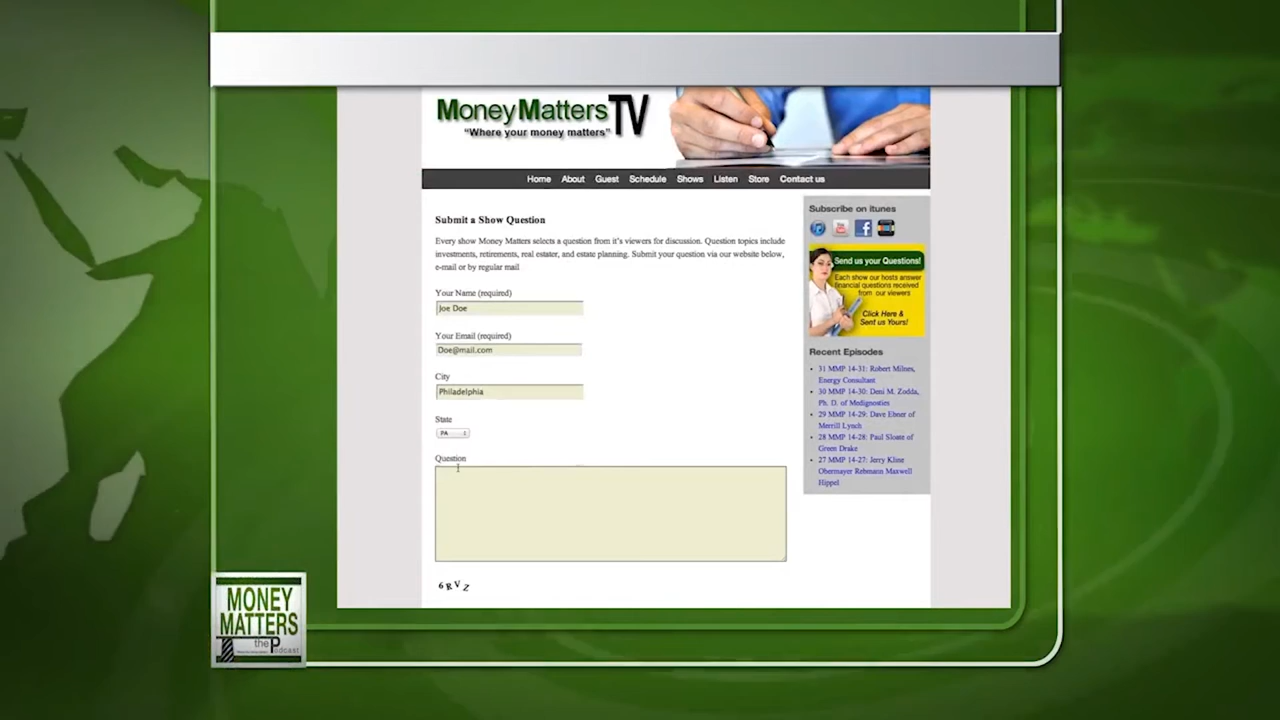 MoneyMatters TV
"Where your money matters"
Home About Guest Schedule Shows Listen Store Contact us
Submit a Show Question
Every show Money Matters selects a question from it's viewers for discussion. Question topics include
investments, retirements, real estater, and estate planning. Submit your question via our website below,
e-mail or by regular mail
Your Name (required)
Joe Doe
Your Email (required)
Doe@mail.com
City
Philadelphia
State
PA
Question
6RVZ
Subscribe on itunes
You
Send us your Questions!
Each show our hosts answer
financial questions received
from our viewers
Click Here &
Sent us Yours!
Recent Episodes
31 MMP 14-31: Robert Milnes,
Energy Consultant
30 MMP 14-30: Deni M. Zodda,
Ph. D. of Medignostics
29 MMP 14-29: Dave Ebner of
Merrill Lynch
28 MMP 14-28: Paul Sloate of
Green Drake
27 MMP 14-27: Jerry Kline
Obermayer Rebmann Maxwell
Hippel
MONEY
MATTERS
the Podcast